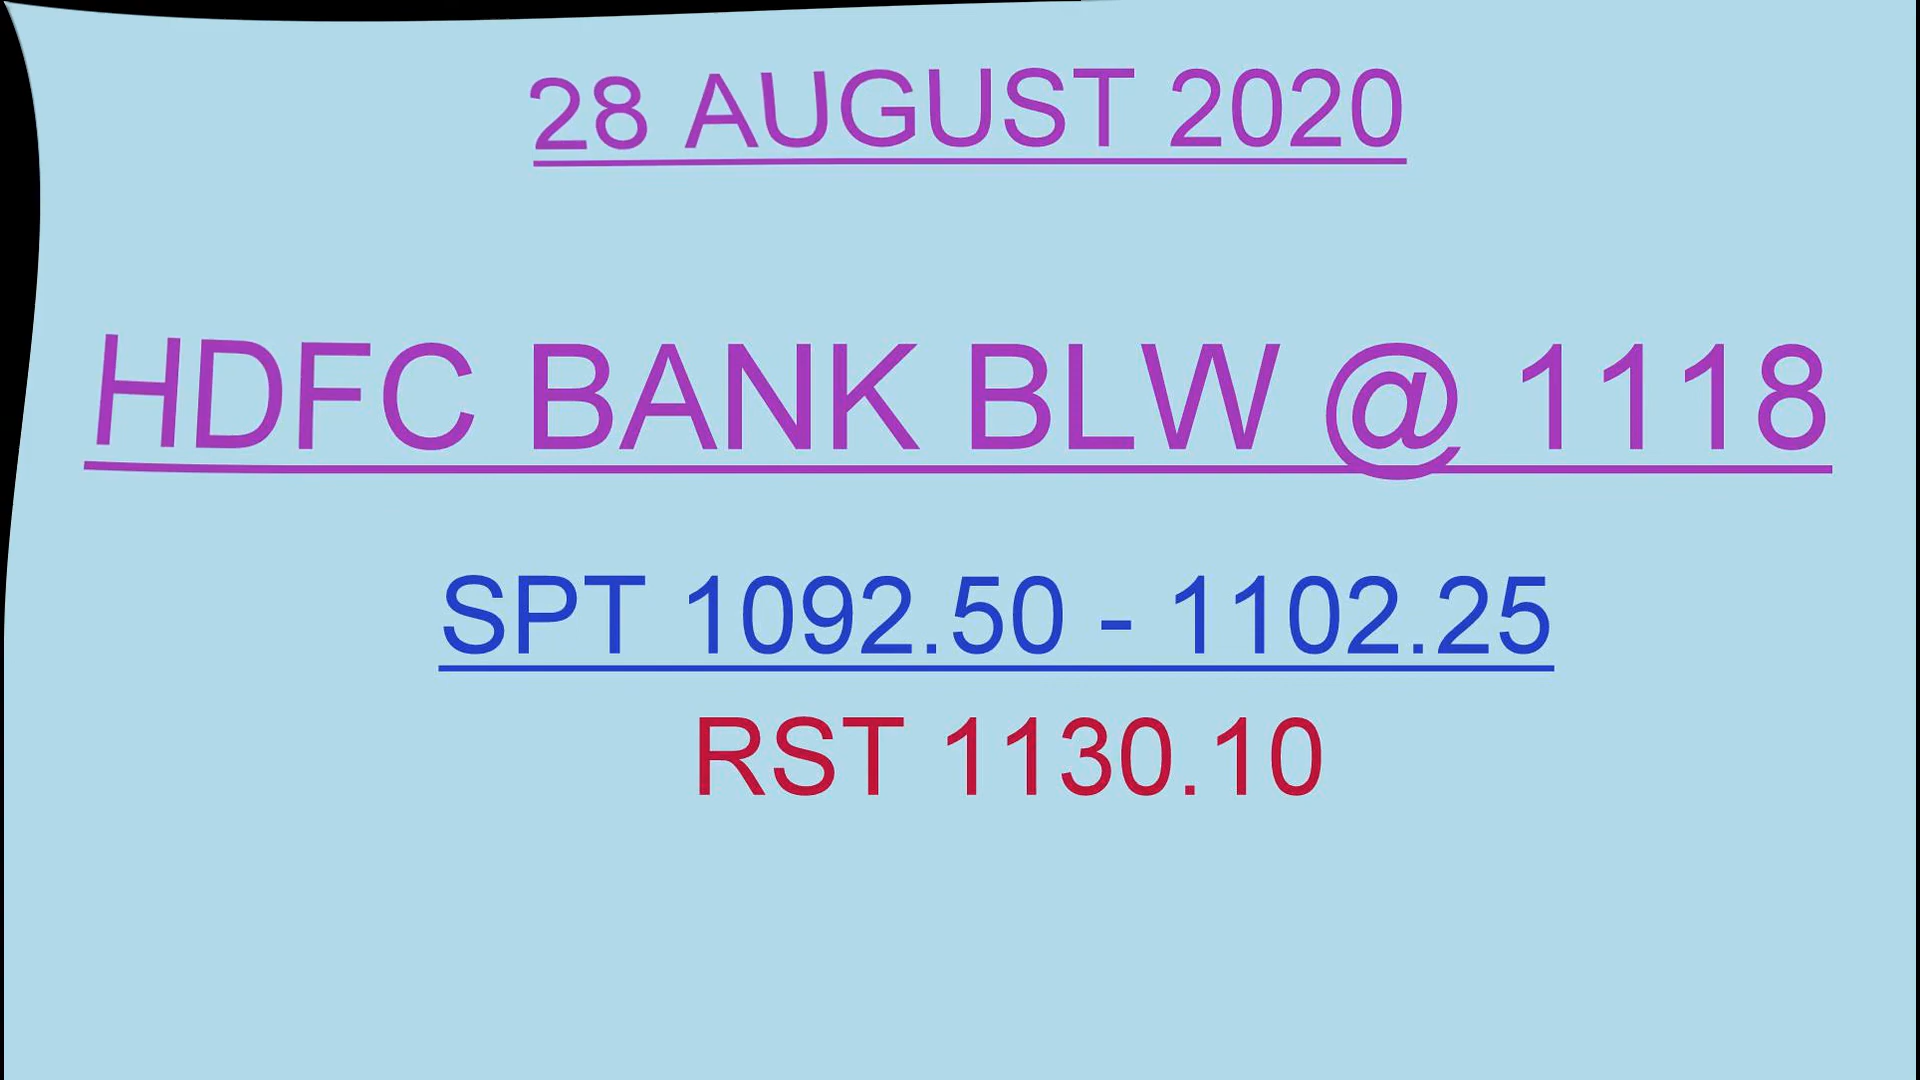 28 AUGUST 2020
HDFC BANK BLW @ 1118
SPT 1092.50 - 1102.25
RST 1130.10